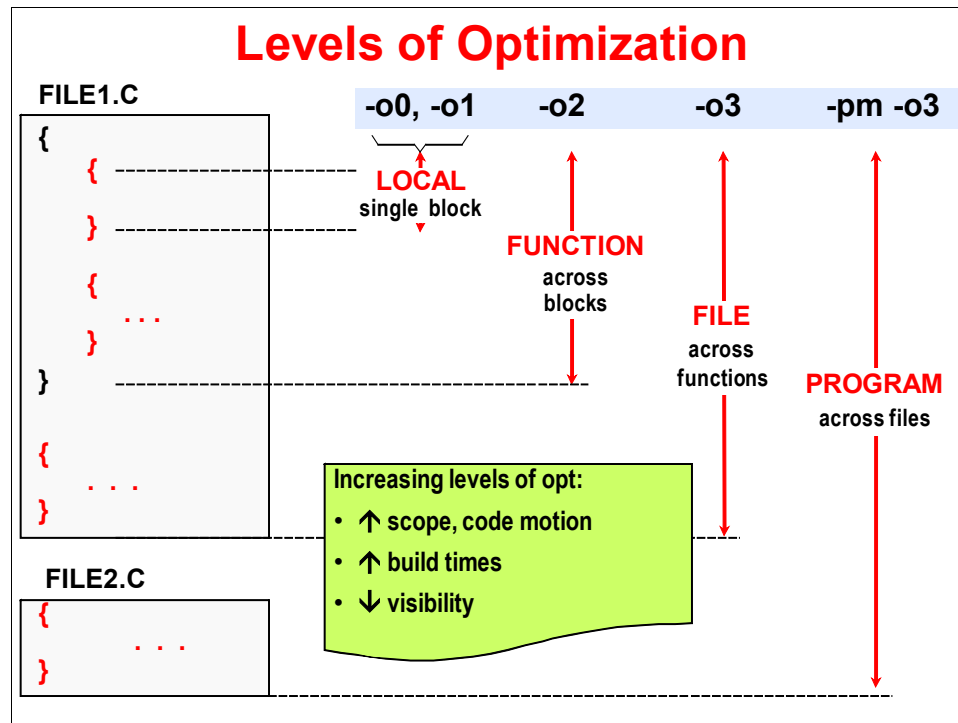 Levels of Optimization
FILE1.C
-o0, -o1 -o2 -o3 -pm -o3
{
{
LOCAL
single block
}
FUNCTION
across
blocks
{
. . .
}
FILE
across
functions
}
PROGRAM
across files
{
. . .
}
Increasing levels of opt:
• ↑ scope, code motion
• ↑ build times
• ↓ visibility
FILE2.C
{
. . .
}